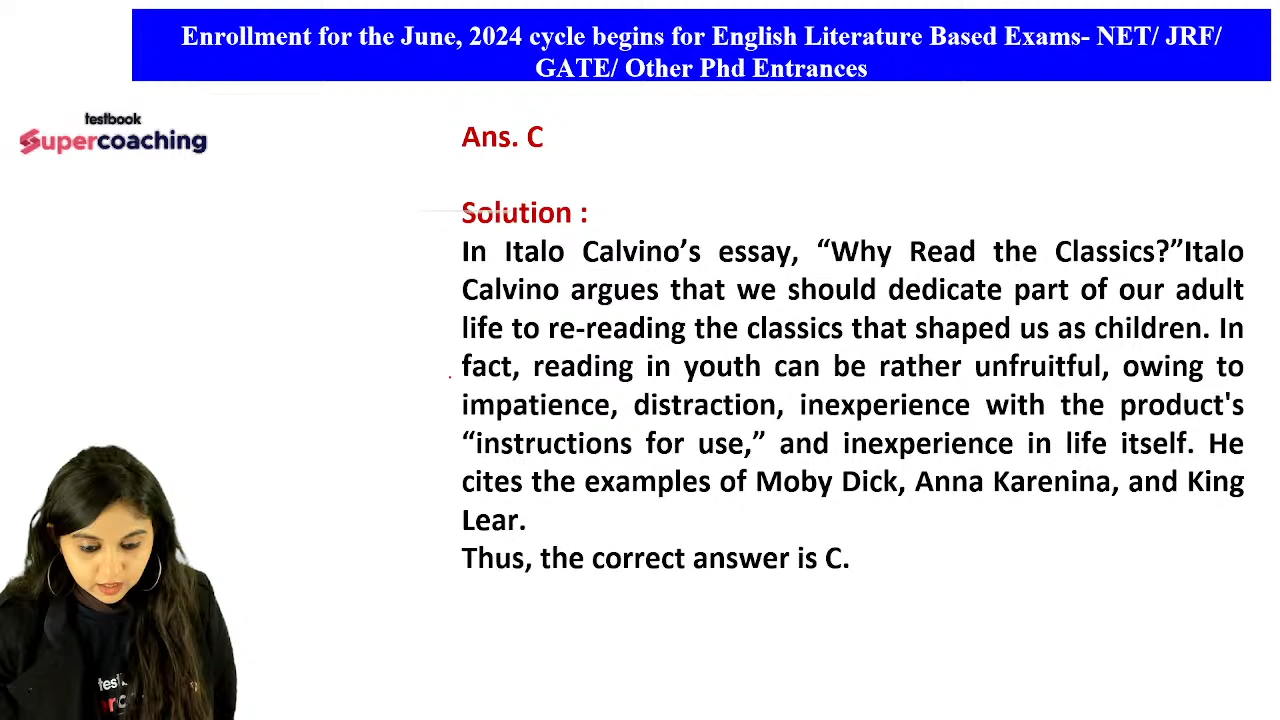 Enrollment for the June, 2024 cycle begins for English Literature Based Exams- NET/ JRF/
GATE/ Other Phd Entrances
testbook
Supercoaching
Ans. C
Solution :
In Italo Calvino’s essay, “Why Read the Classics?”Italo
Calvino argues that we should dedicate part of our adult
life to re-reading the classics that shaped us as children. In
fact, reading in youth can be rather unfruitful, owing to
impatience, distraction, inexperience with the product's
“instructions for use,” and inexperience in life itself. He
cites the examples of Moby Dick, Anna Karenina, and King
Lear.
Thus, the correct answer is C.